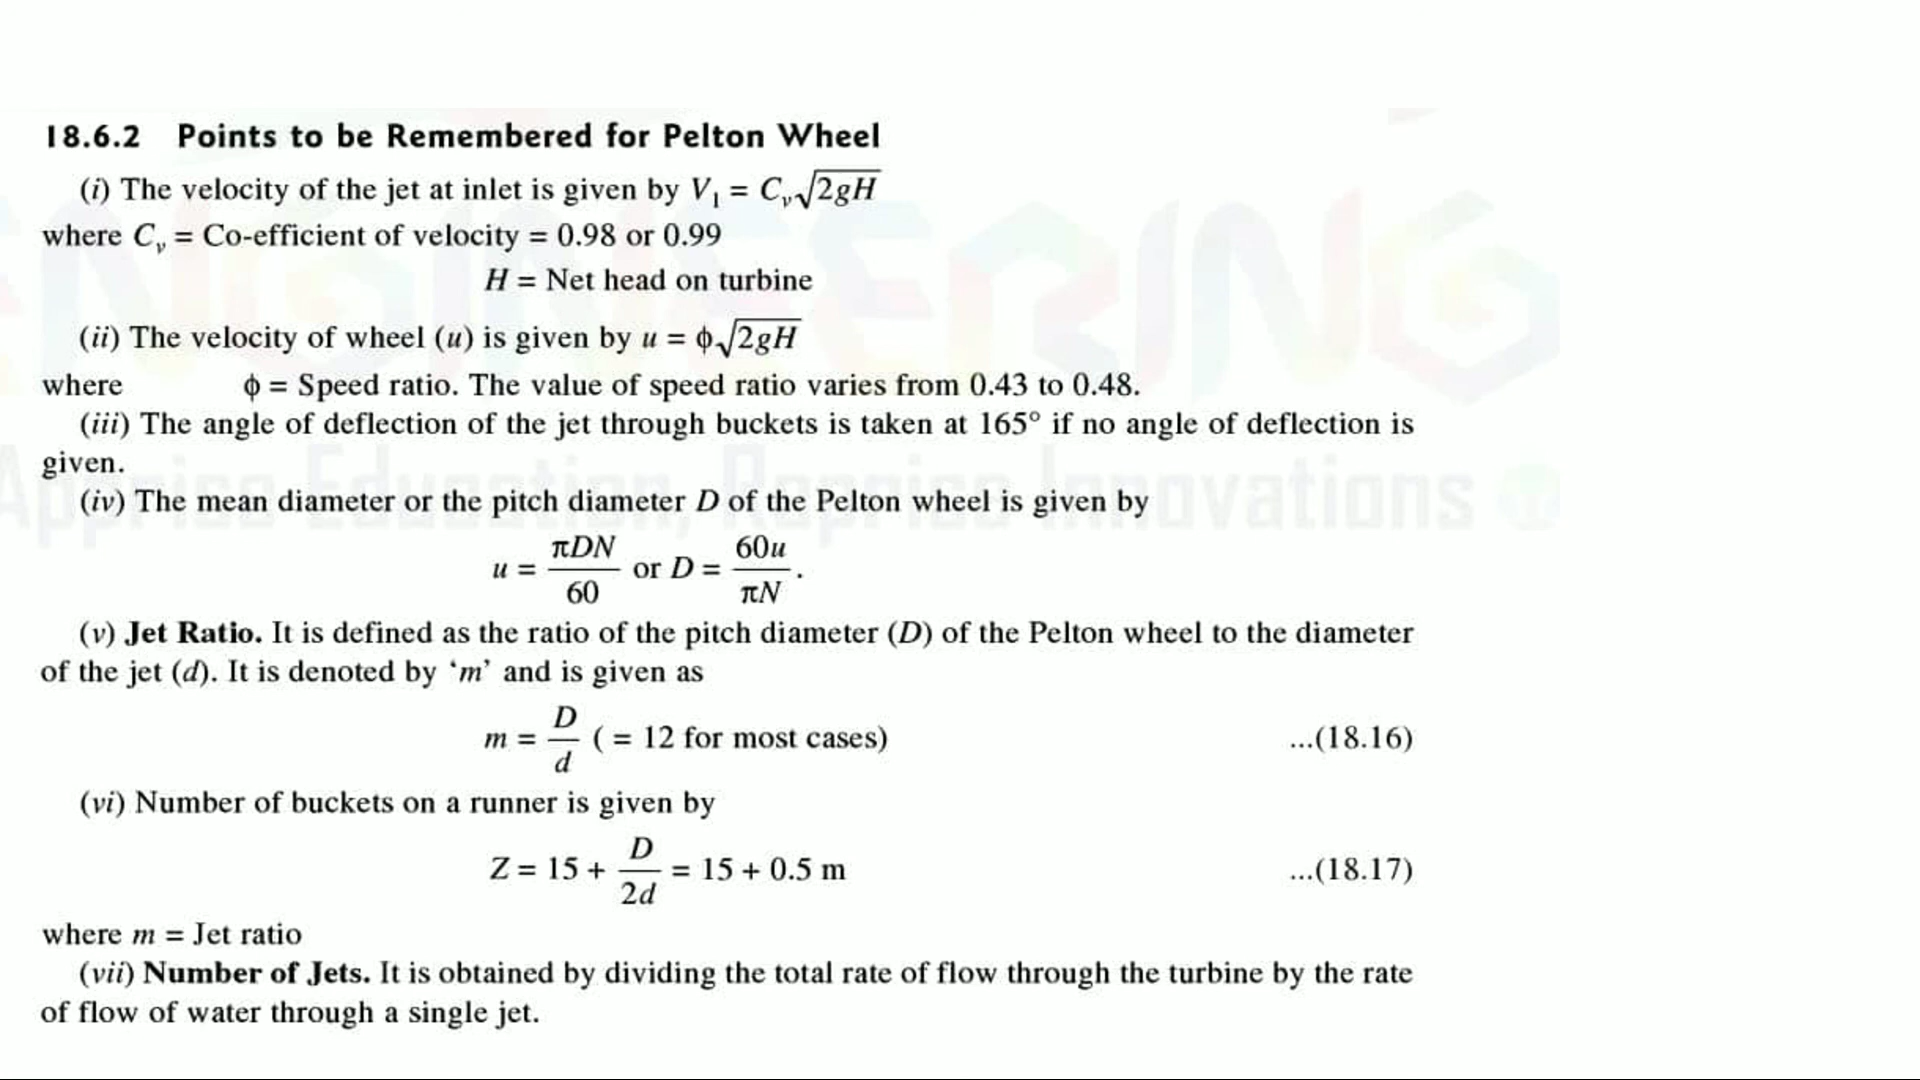 18.6.2 Points to be Remembered for Pelton Wheel
(i) The velocity of the jet at inlet is given by V₁ = Cᵥ√2gH
where Cᵥ = Co-efficient of velocity = 0.98 or 0.99
H = Net head on turbine
(ii) The velocity of wheel (u) is given by u = ϕ√2gH
where ϕ = Speed ratio. The value of speed ratio varies from 0.43 to 0.48.
(iii) The angle of deflection of the jet through buckets is taken at 165° if no angle of deflection is
given.
(iv) The mean diameter or the pitch diameter D of the Pelton wheel is given by
u = πDN/60 or D = 60u/πN.
(v) Jet Ratio. It is defined as the ratio of the pitch diameter (D) of the Pelton wheel to the diameter
of the jet (d). It is denoted by ‘m’ and is given as
m = D/d ( = 12 for most cases) ...(18.16)
(vi) Number of buckets on a runner is given by
Z = 15 + D/2d = 15 + 0.5 m ...(18.17)
where m = Jet ratio
(vii) Number of Jets. It is obtained by dividing the total rate of flow through the turbine by the rate
of flow of water through a single jet.
ENGINEERING
Apprise Education, Reprise Innovations